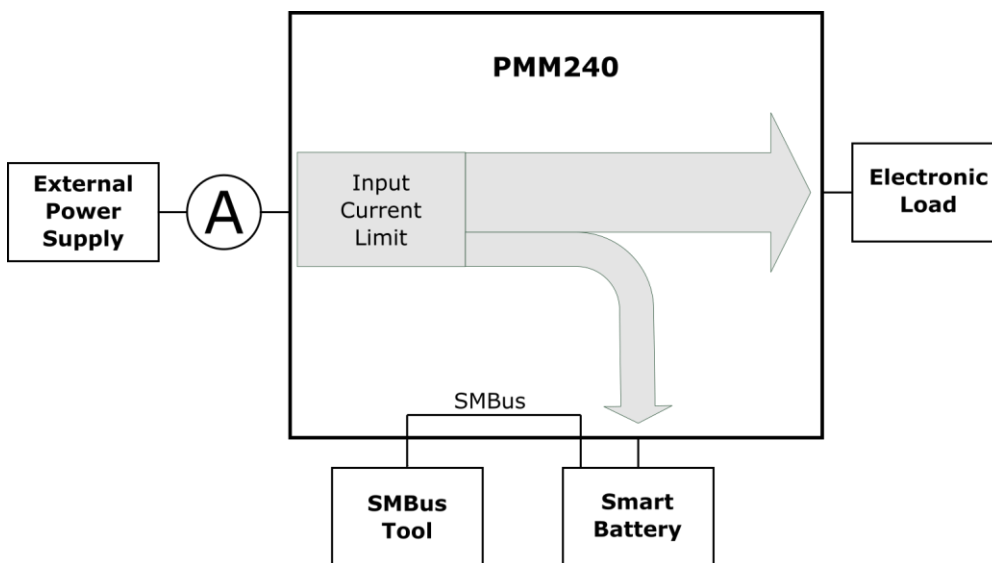 PMM240
External
Power
Supply
A
Input
Current
Limit
Electronic
Load
SMBus
SMBus
Tool
Smart
Battery